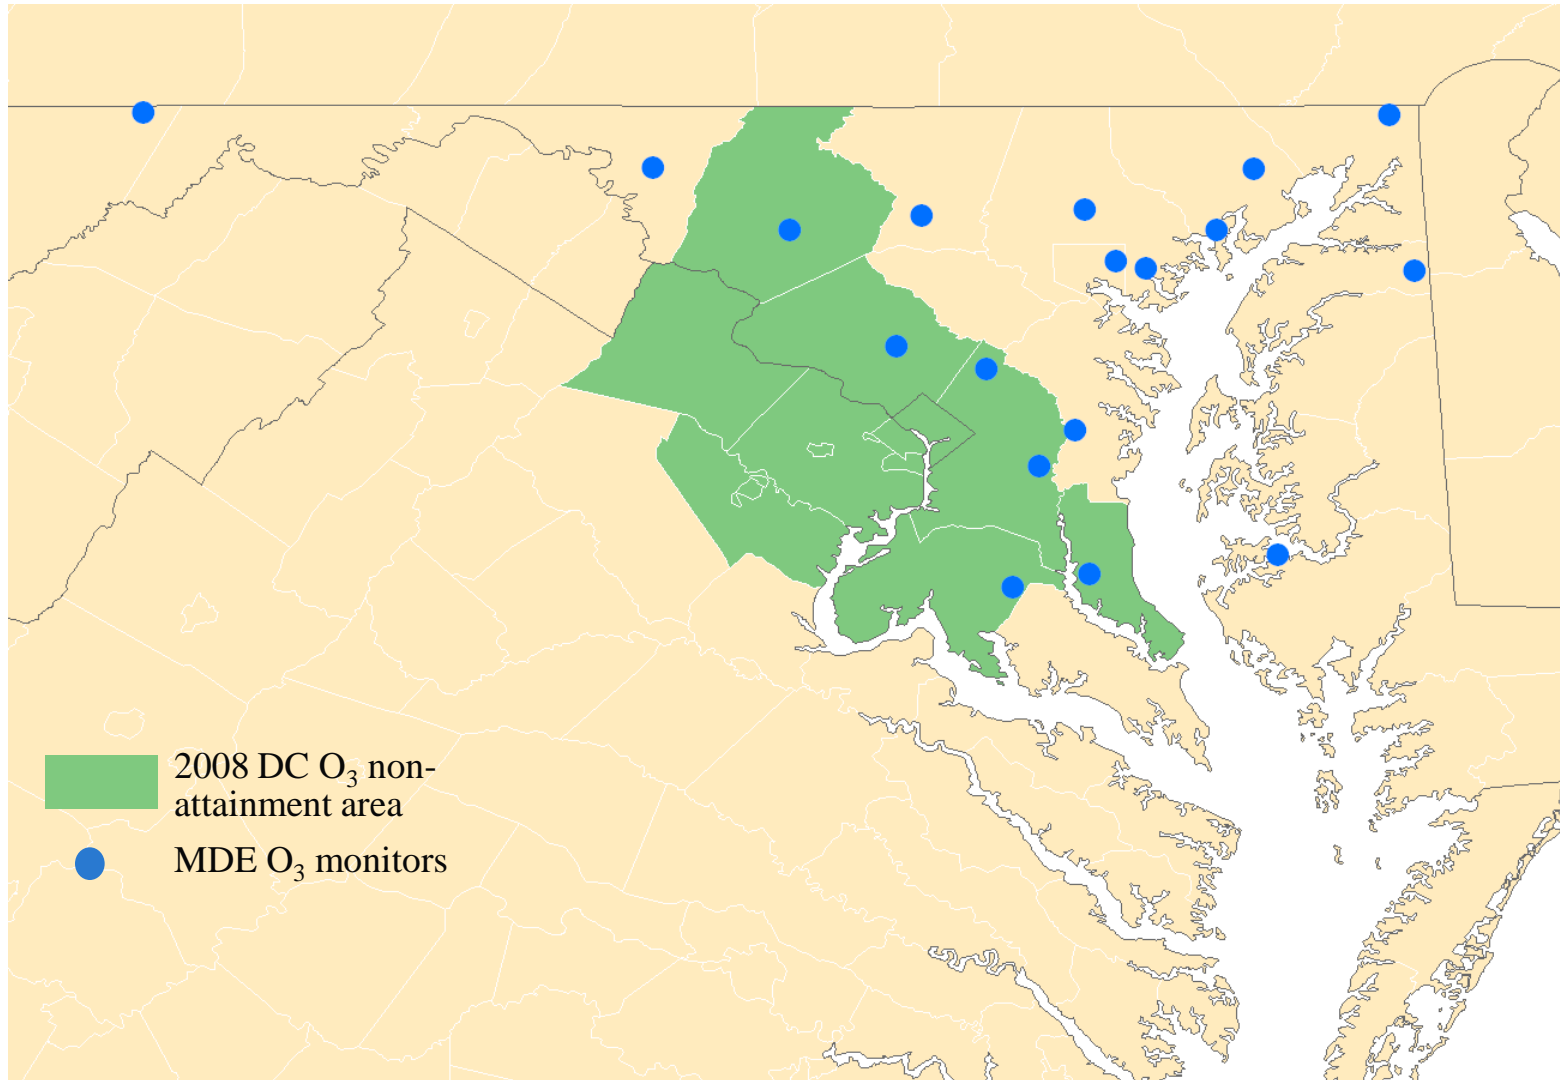 2008 DC O₃ non-
attainment area
MDE O₃ monitors